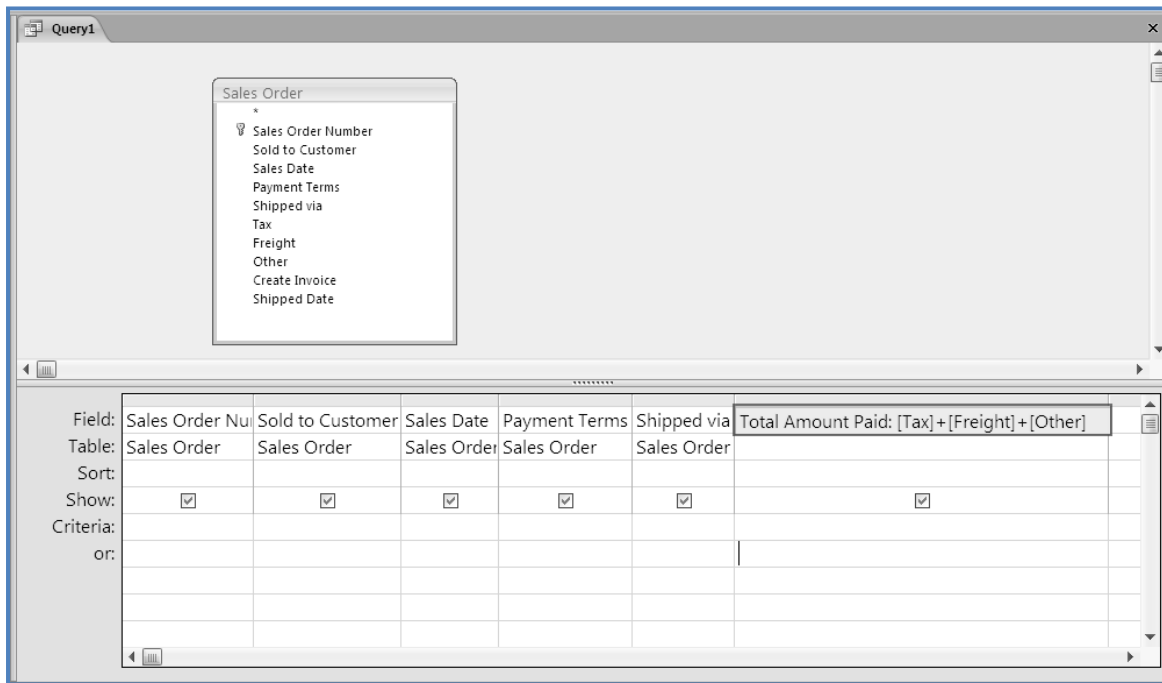 Query1
Sales Order
*
Sales Order Number
Sold to Customer
Sales Date
Payment Terms
Shipped via
Tax
Freight
Other
Create Invoice
Shipped Date
Field: Sales Order Nu Sold to Customer Sales Date Payment Terms Shipped via Total Amount Paid: [Tax]+[Freight]+[Other]
Table: Sales Order Sales Order Sales Order Sales Order Sales Order
Sort:
Show:
Criteria:
or: